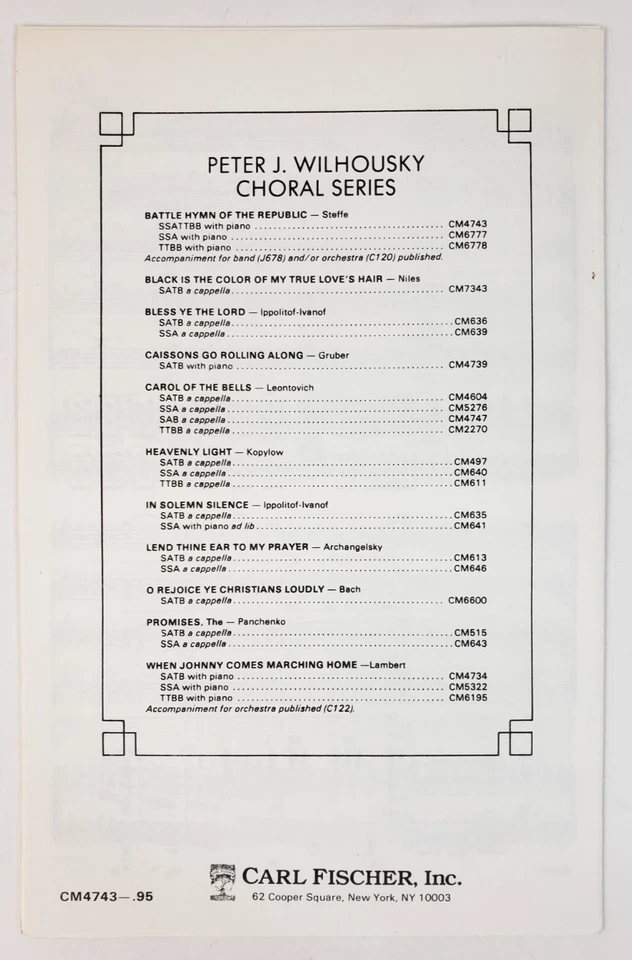 PETER J. WILHOUSKY
CHORAL SERIES
BATTLE HYMN OF THE REPUBLIC — Steffe
SSATTBB with piano ........................................ CM4743
SSA with piano ........................................ CM6777
TTBB with piano ........................................ CM6778
Accompaniment for band (J678) and/or orchestra (C120) published.
BLACK IS THE COLOR OF MY TRUE LOVE'S HAIR — Niles
SATB a cappella........................................ CM7343
BLESS YE THE LORD — Ippolitof-Ivanof
SATB a cappella........................................CM636
SSA a cappella........................................CM639
CAISSONS GO ROLLING ALONG — Gruber
SATB with piano ........................................ CM4739
CAROL OF THE BELLS — Leontovich
SATB a cappella........................................ CM4604
SSA a cappella........................................ CM5276
SAB a cappella........................................ CM4747
TTBB a cappella........................................ CM2270
HEAVENLY LIGHT — Kopylow
SATB a cappella........................................CM497
SSA a cappella........................................CM640
TTBB a cappella........................................CM611
IN SOLEMN SILENCE — Ippolitof-Ivanof
SATB a cappella........................................CM635
SSA with piano ad lib........................................CM641
LEND THINE EAR TO MY PRAYER — Archangelsky
SATB a cappella........................................CM613
SSA a cappella........................................CM646
O REJOICE YE CHRISTIANS LOUDLY — Bach
SATB a cappella........................................ CM6600
PROMISES, The — Panchenko
SATB a cappella........................................CM515
SSA a cappella........................................CM643
WHEN JOHNNY COMES MARCHING HOME —Lambert
SATB with piano ........................................ CM4734
SSA with piano ........................................ CM5322
TTBB with piano ........................................ CM6195
Accompaniment for orchestra published (C122).
CARL FISCHER, Inc.
CM4743—.95
62 Cooper Square, New York, NY 10003